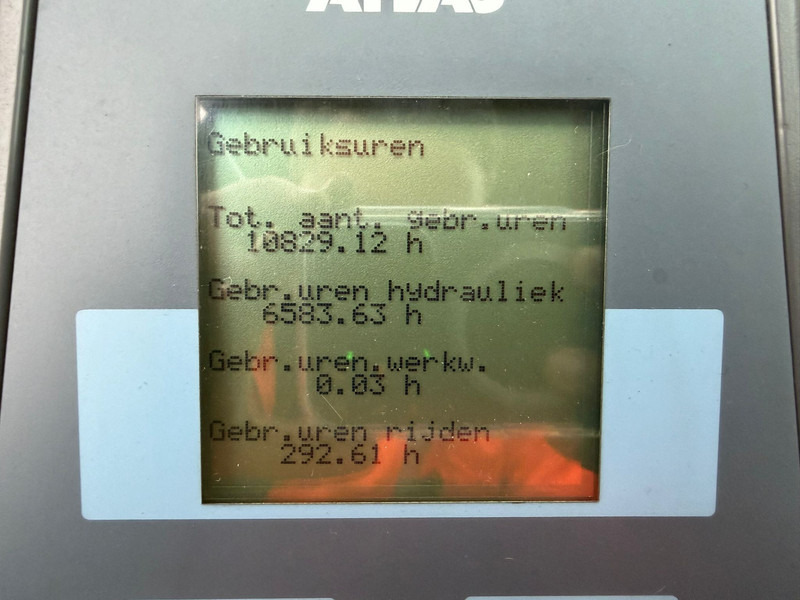 ATLAS
Gebruiksuren
Tot. aant. gebr.uren
10829.12 h
Gebr.uren hydrauliek
6583.63 h
Gebr.uren.werkw.
0.03 h
Gebr.uren rijden
292.61 h